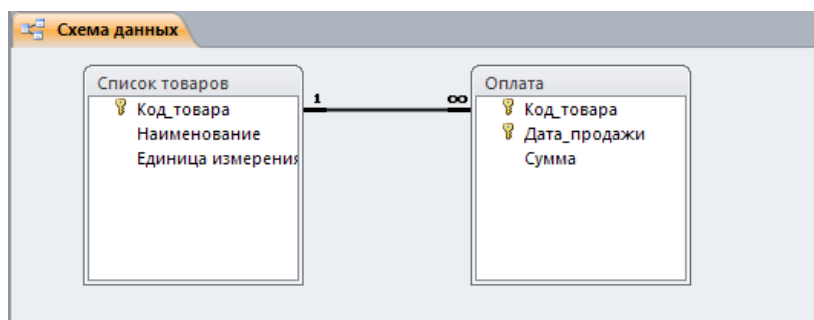 Схема данных
Список товаров
Код_товара
Наименование
Единица измерения
1
∞
Оплата
Код_товара
Дата_продажи
Сумма